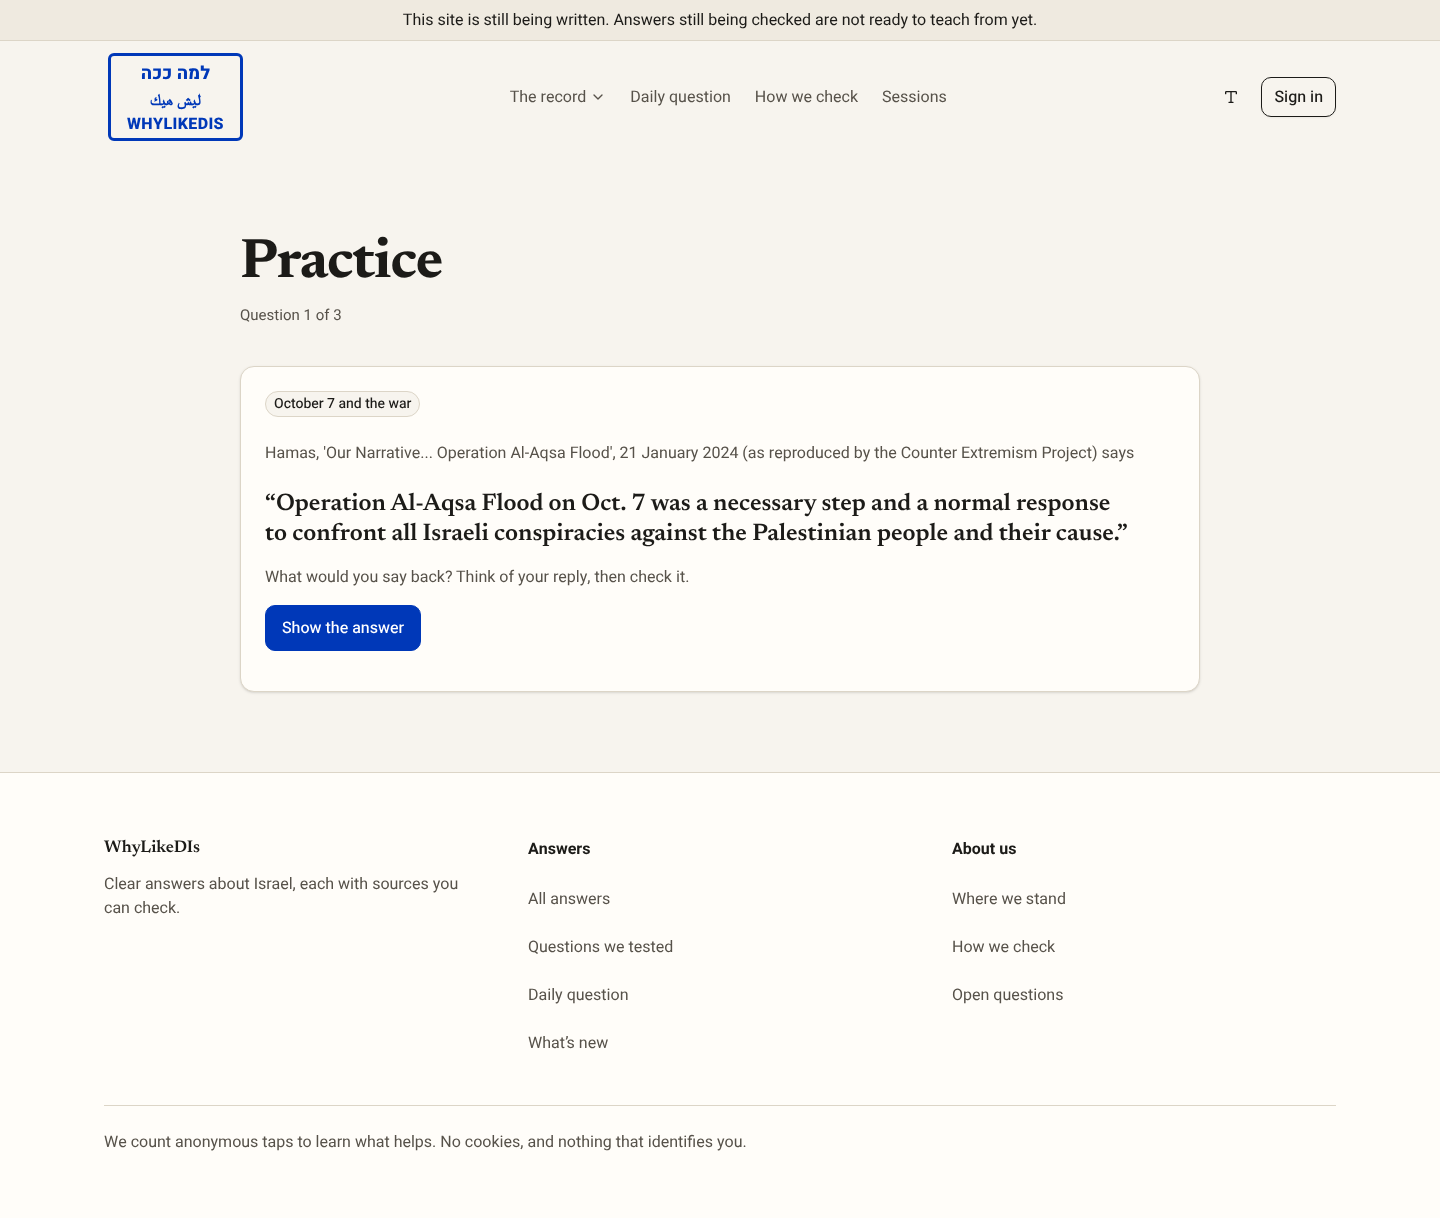 This site is still being written. Answers still being checked are not ready to teach from yet.
למה ככה
ليش هيك
WHYLIKEDIS
The record
Daily question
How we check
Sessions
T
Sign in
Practice
Question 1 of 3
October 7 and the war
Hamas, 'Our Narrative... Operation Al-Aqsa Flood', 21 January 2024 (as reproduced by the Counter Extremism Project) says
“Operation Al-Aqsa Flood on Oct. 7 was a necessary step and a normal response
to confront all Israeli conspiracies against the Palestinian people and their cause.”
What would you say back? Think of your reply, then check it.
Show the answer
WhyLikeDIs
Clear answers about Israel, each with sources you
can check.
Answers
All answers
Questions we tested
Daily question
What’s new
About us
Where we stand
How we check
Open questions
We count anonymous taps to learn what helps. No cookies, and nothing that identifies you.